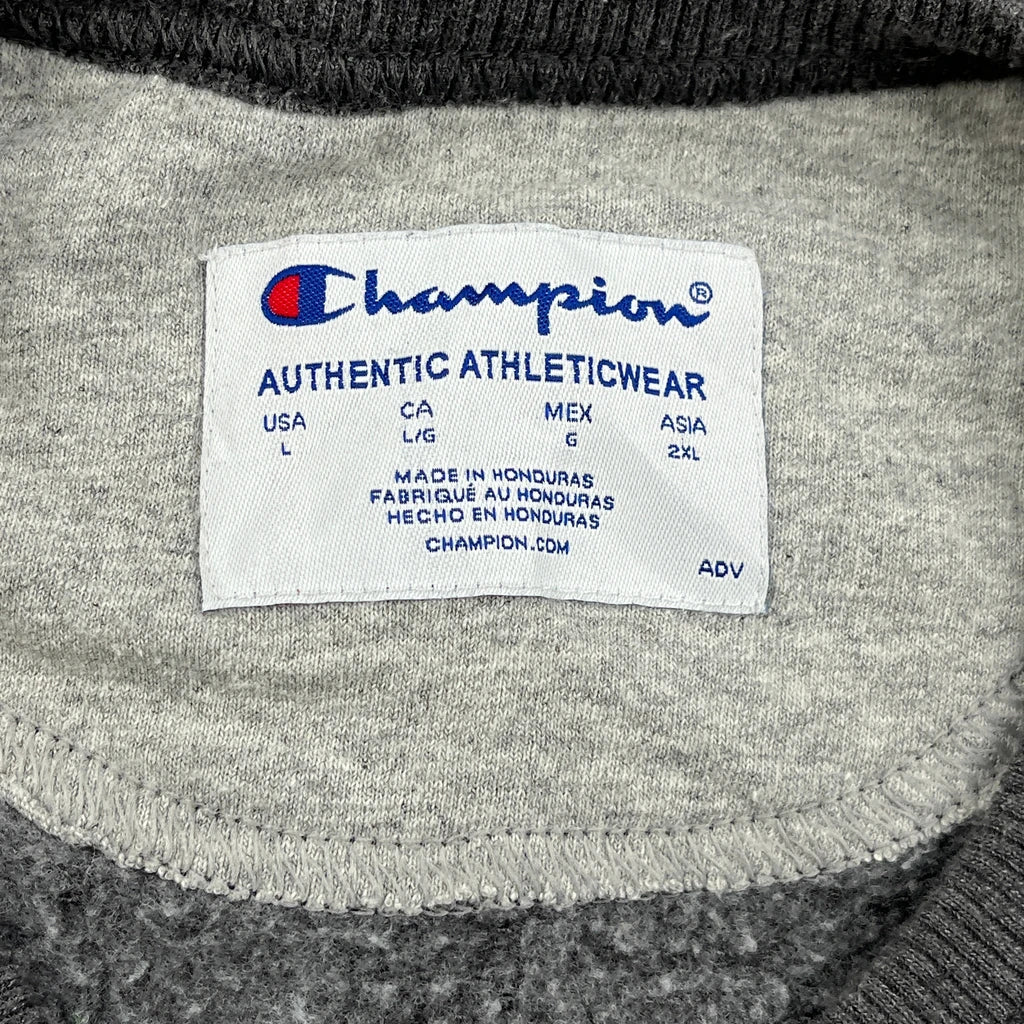 Champion®
AUTHENTIC ATHLETICWEAR
USA CA MEX ASIA
L L/G G 2XL
MADE IN HONDURAS
FABRIQUÉ AU HONDURAS
HECHO EN HONDURAS
CHAMPION.COM
ADV